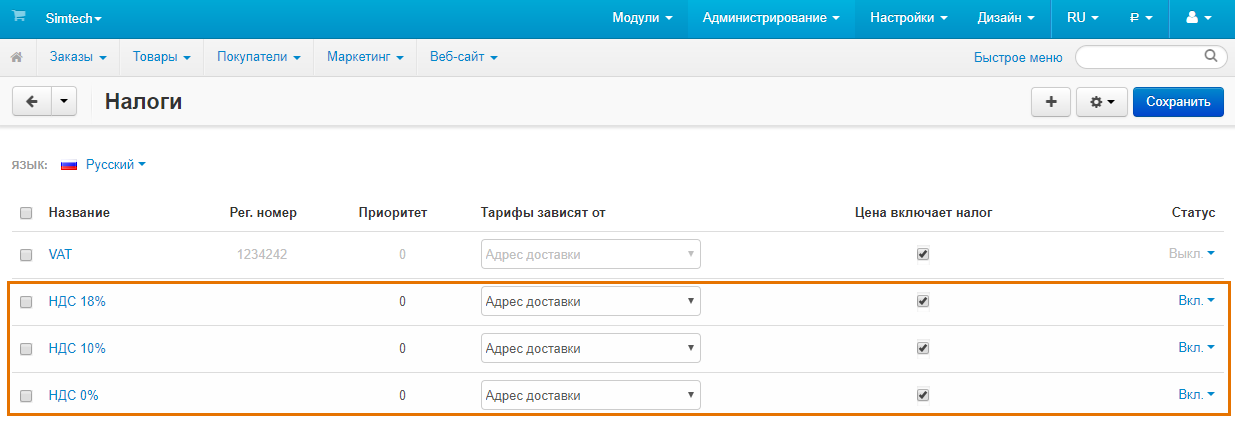 Simtech Модули Администрирование Настройки Дизайн RU ₽
Заказы Товары Покупатели Маркетинг Веб-сайт Быстрое меню
Налоги Сохранить
ЯЗЫК: Русский
Название Рег. номер Приоритет Тарифы зависят от Цена включает налог Статус
VAT 1234242 0 Адрес доставки Выкл.
НДС 18% 0 Адрес доставки Вкл.
НДС 10% 0 Адрес доставки Вкл.
НДС 0% 0 Адрес доставки Вкл.